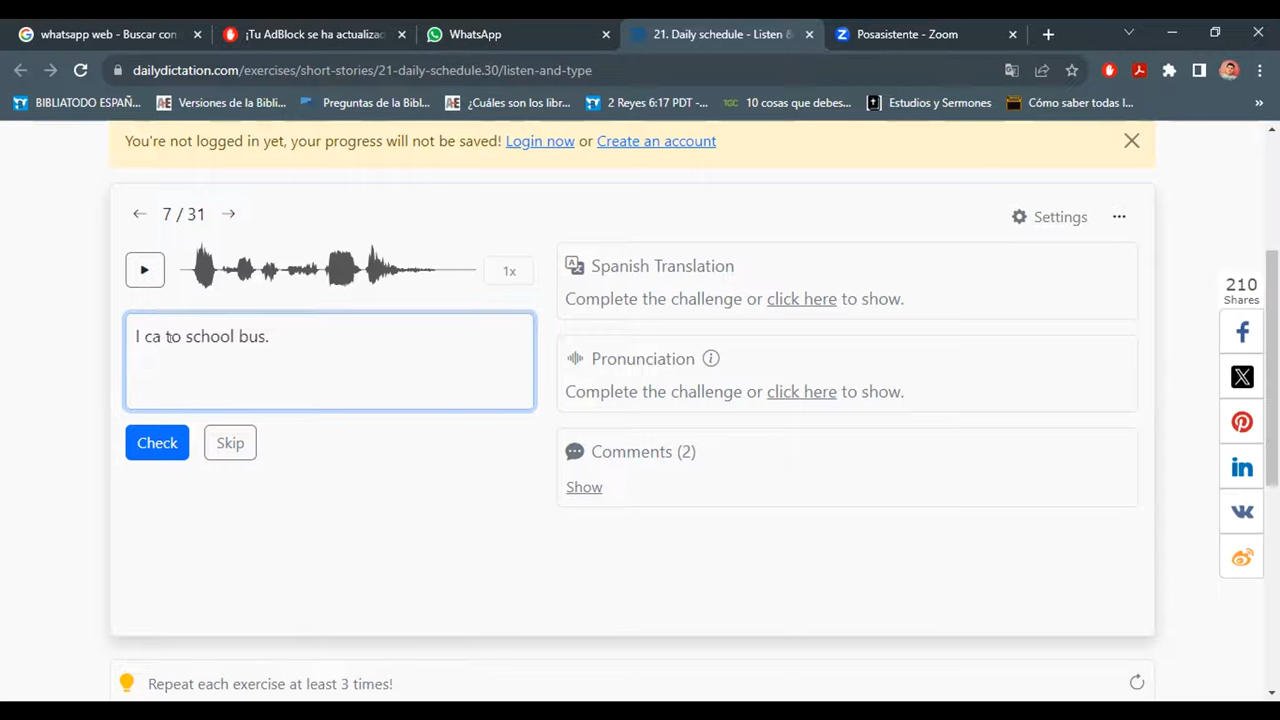 whatsapp web - Buscar con
¡Tu AdBlock se ha actualizac
WhatsApp
21. Daily schedule - Listen &
Posasistente - Zoom
dailydictation.com/exercises/short-stories/21-daily-schedule.30/listen-and-type
BIBLIATODO ESPAÑ...
Versiones de la Bibli...
Preguntas de la Bibl...
¿Cuáles son los libr...
2 Reyes 6:17 PDT -...
TGC 10 cosas que debes...
Estudios y Sermones
Cómo saber todas l...
You're not logged in yet, your progress will not be saved! Login now or Create an account
7 / 31
Settings
1x
Spanish Translation
Complete the challenge or click here to show.
I ca to school bus.
Pronunciation
Complete the challenge or click here to show.
Check
Skip
Comments (2)
Show
210
Shares
Repeat each exercise at least 3 times!